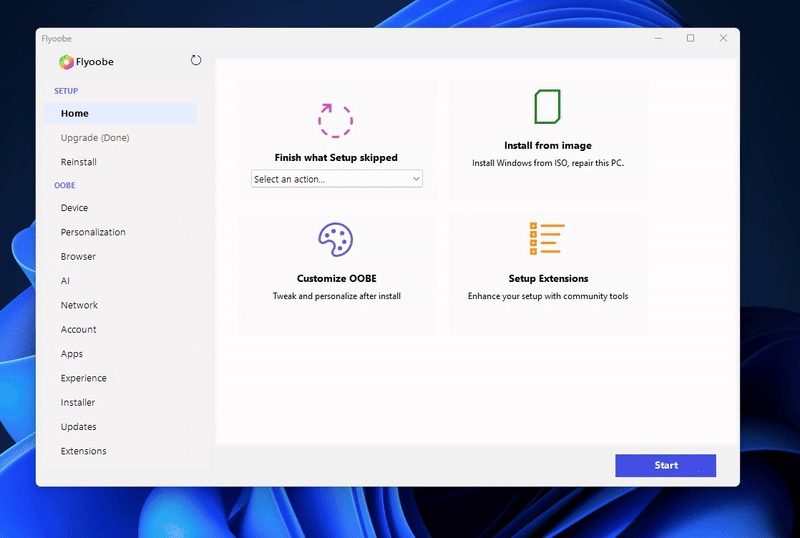 Flyoobe
Flyoobe
SETUP
Home
Upgrade (Done)
Reinstall
OOBE
Device
Personalization
Browser
AI
Network
Account
Apps
Experience
Installer
Updates
Extensions
Finish what Setup skipped
Select an action...
Install from image
Install Windows from ISO, repair this PC.
Customize OOBE
Tweak and personalize after install
Setup Extensions
Enhance your setup with community tools
Start